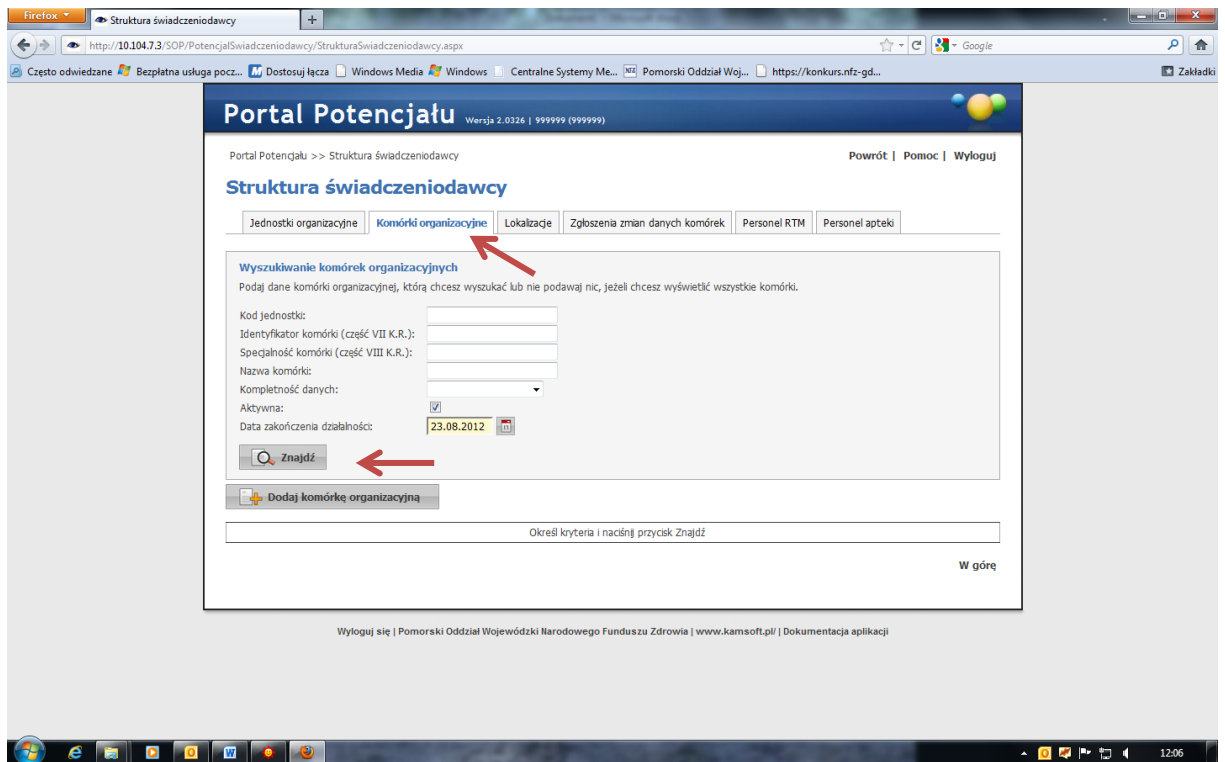 Firefox
Struktura świadczeniodawcy
http://10.104.7.3/SOP/PotencjalSwiadczeniodawcy/StrukturaSwiadczeniodawcy.aspx
Google
Często odwiedzane Bezpłatna usługa pocz... Dostosuj łącza Windows Media Windows Centralne Systemy Me... NFZ Pomorski Oddział Woj... https://konkurs.nfz-gd... Zakładki
Portal Potencjału Wersja 2.0326 | 999999 (999999)
Portal Potencjału >> Struktura świadczeniodawcy Powrót | Pomoc | Wyloguj
Struktura świadczeniodawcy
Jednostki organizacyjne Komórki organizacyjne Lokalizacje Zgłoszenia zmian danych komórek Personel RTM Personel apteki
Wyszukiwanie komórek organizacyjnych
Podaj dane komórki organizacyjnej, którą chcesz wyszukać lub nie podawaj nic, jeżeli chcesz wyświetlić wszystkie komórki.
Kod jednostki:
Identyfikator komórki (część VII K.R.):
Specjalność komórki (część VIII K.R.):
Nazwa komórki:
Kompletność danych:
Aktywna:
Data zakończenia działalności: 23.08.2012
Znajdź
Dodaj komórkę organizacyjną
Określ kryteria i naciśnij przycisk Znajdź
W górę
Wyloguj się | Pomorski Oddział Wojewódzki Narodowego Funduszu Zdrowia | www.kamsoft.pl/ | Dokumentacja aplikacji
12:06